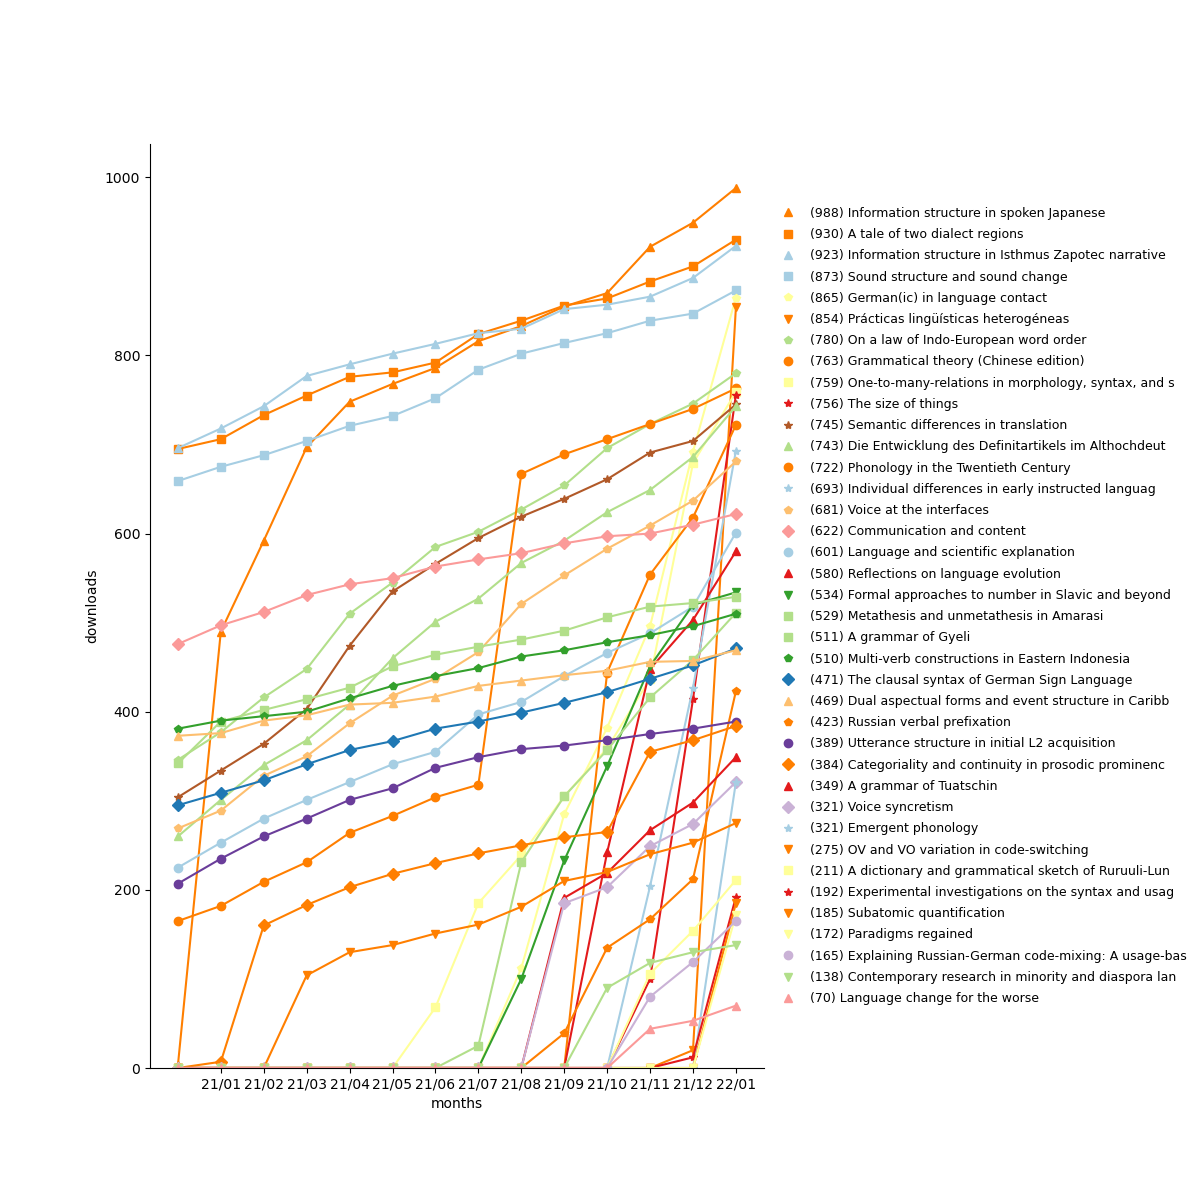 1000
800
600
400
200
0
downloads
21/01 21/02 21/03 21/04 21/05 21/06 21/07 21/08 21/09 21/10 21/11 21/12 22/01
months
(988) Information structure in spoken Japanese
(930) A tale of two dialect regions
(923) Information structure in Isthmus Zapotec narrative
(873) Sound structure and sound change
(865) German(ic) in language contact
(854) Prácticas lingüísticas heterogéneas
(780) On a law of Indo-European word order
(763) Grammatical theory (Chinese edition)
(759) One-to-many-relations in morphology, syntax, and s
(756) The size of things
(745) Semantic differences in translation
(743) Die Entwicklung des Definitartikels im Althochdeut
(722) Phonology in the Twentieth Century
(693) Individual differences in early instructed languag
(681) Voice at the interfaces
(622) Communication and content
(601) Language and scientific explanation
(580) Reflections on language evolution
(534) Formal approaches to number in Slavic and beyond
(529) Metathesis and unmetathesis in Amarasi
(511) A grammar of Gyeli
(510) Multi-verb constructions in Eastern Indonesia
(471) The clausal syntax of German Sign Language
(469) Dual aspectual forms and event structure in Caribb
(423) Russian verbal prefixation
(389) Utterance structure in initial L2 acquisition
(384) Categoriality and continuity in prosodic prominenc
(349) A grammar of Tuatschin
(321) Voice syncretism
(321) Emergent phonology
(275) OV and VO variation in code-switching
(211) A dictionary and grammatical sketch of Ruruuli-Lun
(192) Experimental investigations on the syntax and usag
(185) Subatomic quantification
(172) Paradigms regained
(165) Explaining Russian-German code-mixing: A usage-bas
(138) Contemporary research in minority and diaspora lan
(70) Language change for the worse